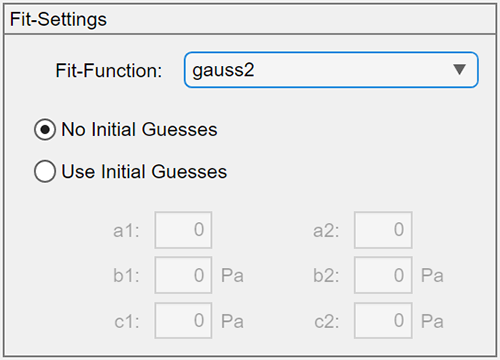 Fit-Settings
Fit-Function: gauss2
No Initial Guesses
Use Initial Guesses
a1: 0 a2: 0
b1: 0 Pa b2: 0 Pa
c1: 0 Pa c2: 0 Pa